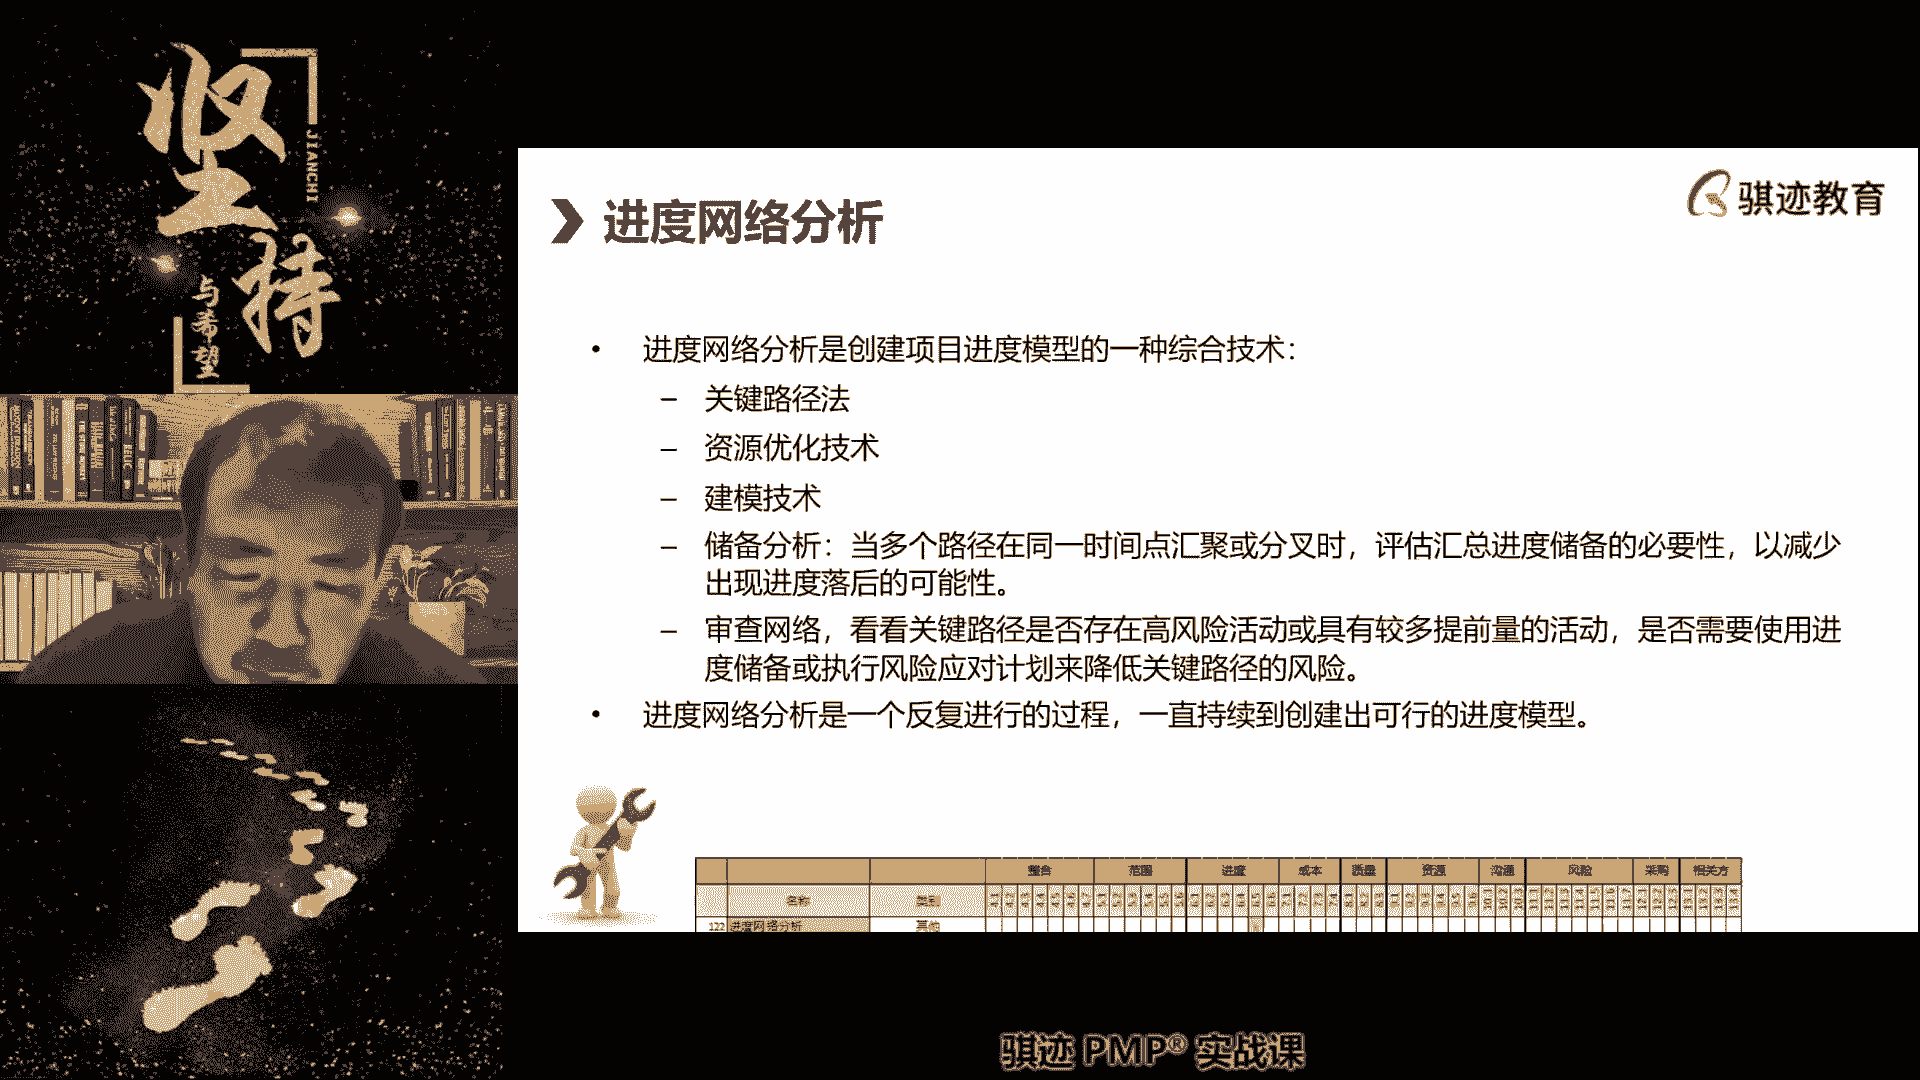 坚持
JIANCHI
与希望
骐迹教育
进度网络分析
• 进度网络分析是创建项目进度模型的一种综合技术：
– 关键路径法
– 资源优化技术
– 建模技术
– 储备分析：当多个路径在同一时间点汇聚或分叉时，评估汇总进度储备的必要性，以减少
出现进度落后的可能性。
– 审查网络，看看关键路径是否存在高风险活动或具有较多提前量的活动，是否需要使用进
度储备或执行风险应对计划来降低关键路径的风险。
• 进度网络分析是一个反复进行的过程，一直持续到创建出可行的进度模型。
整合 范围 进度 成本 质量 资源 沟通 风险 采购 相关方
名称 类别
122 进度网络分析 其他
骐迹 PMP® 实战课